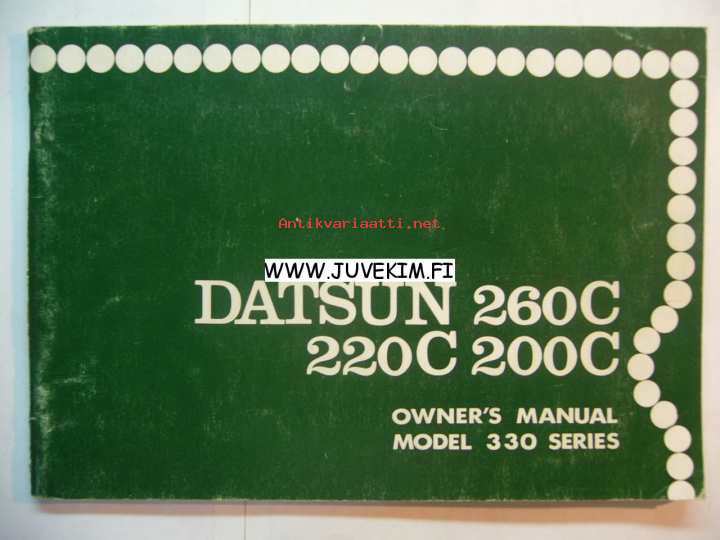 Antikvariaatti.net
WWW.JUVEKIM.FI
DATSUN 260C
220C 200C
OWNER'S MANUAL
MODEL 330 SERIES